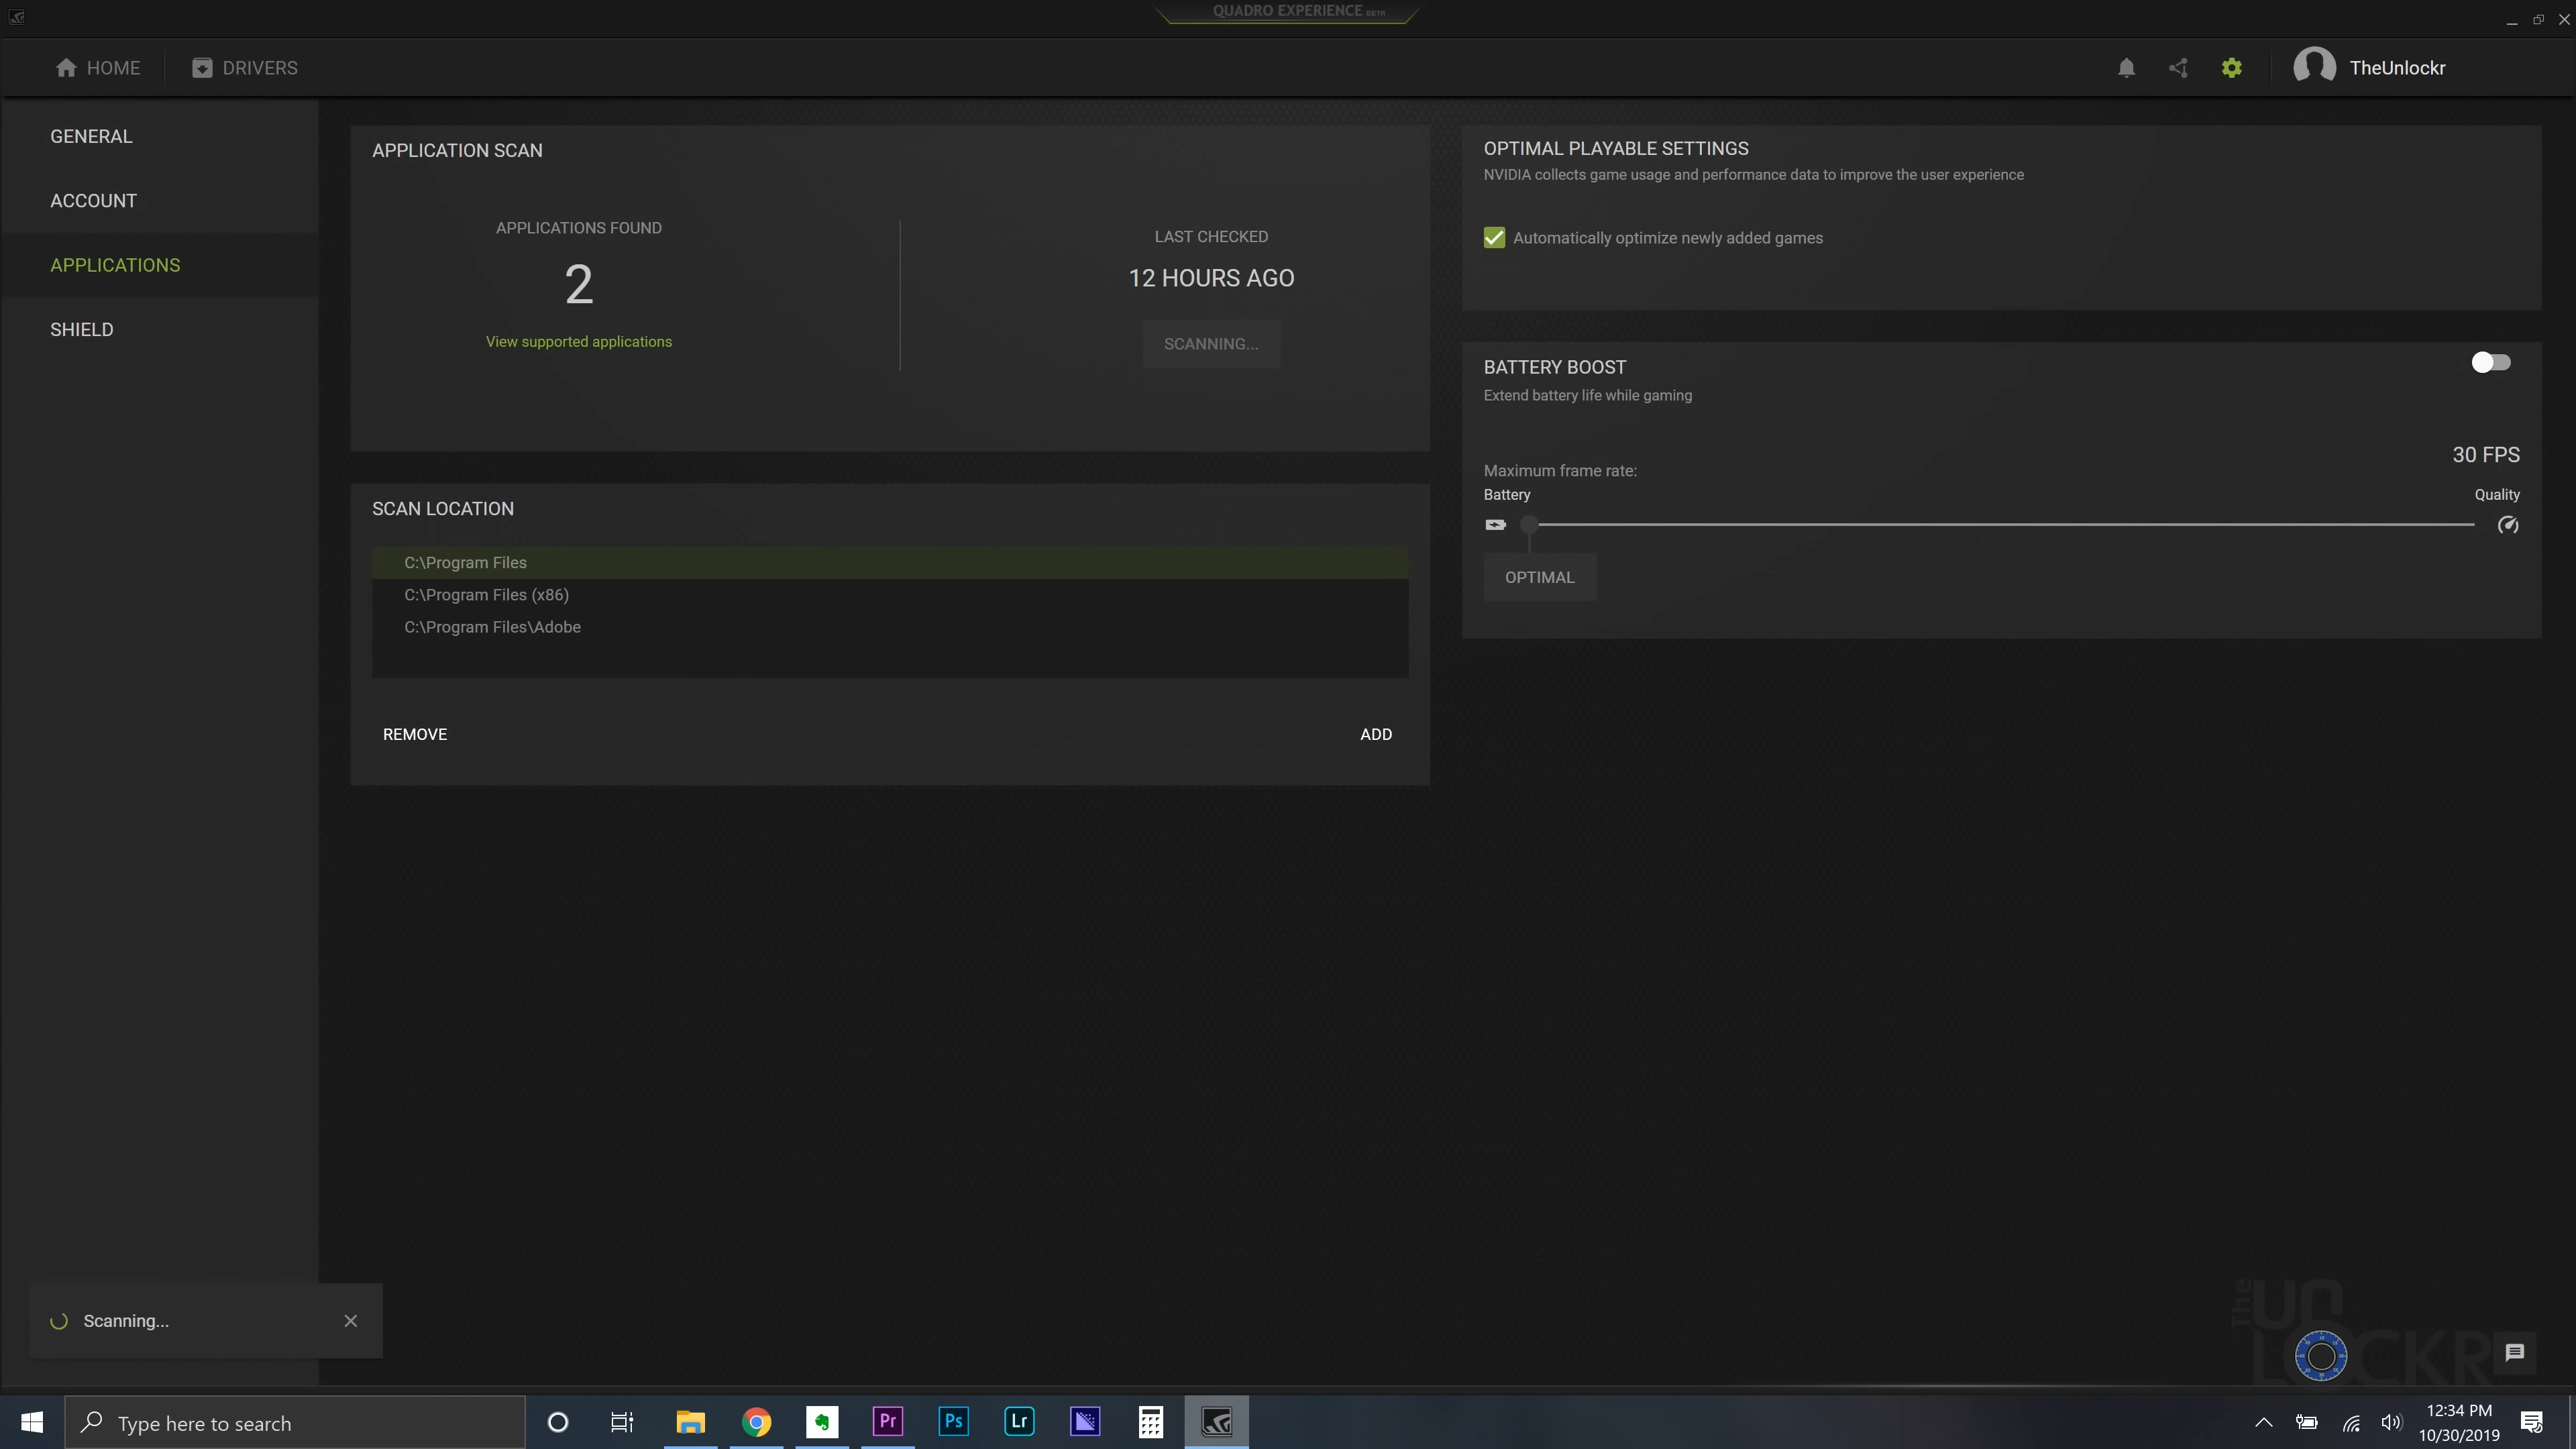 QUADRO EXPERIENCE BETA
HOME
DRIVERS
TheUnlockr
GENERAL
ACCOUNT
APPLICATIONS
SHIELD
APPLICATION SCAN
APPLICATIONS FOUND
2
View supported applications
LAST CHECKED
12 HOURS AGO
SCANNING...
SCAN LOCATION
C:\Program Files
C:\Program Files (x86)
C:\Program Files\Adobe
REMOVE
ADD
OPTIMAL PLAYABLE SETTINGS
NVIDIA collects game usage and performance data to improve the user experience
Automatically optimize newly added games
BATTERY BOOST
Extend battery life while gaming
30 FPS
Maximum frame rate:
Battery
Quality
OPTIMAL
Scanning...
The
UN
LOCKR
Type here to search
Pr
Ps
Lr
12:34 PM
10/30/2019